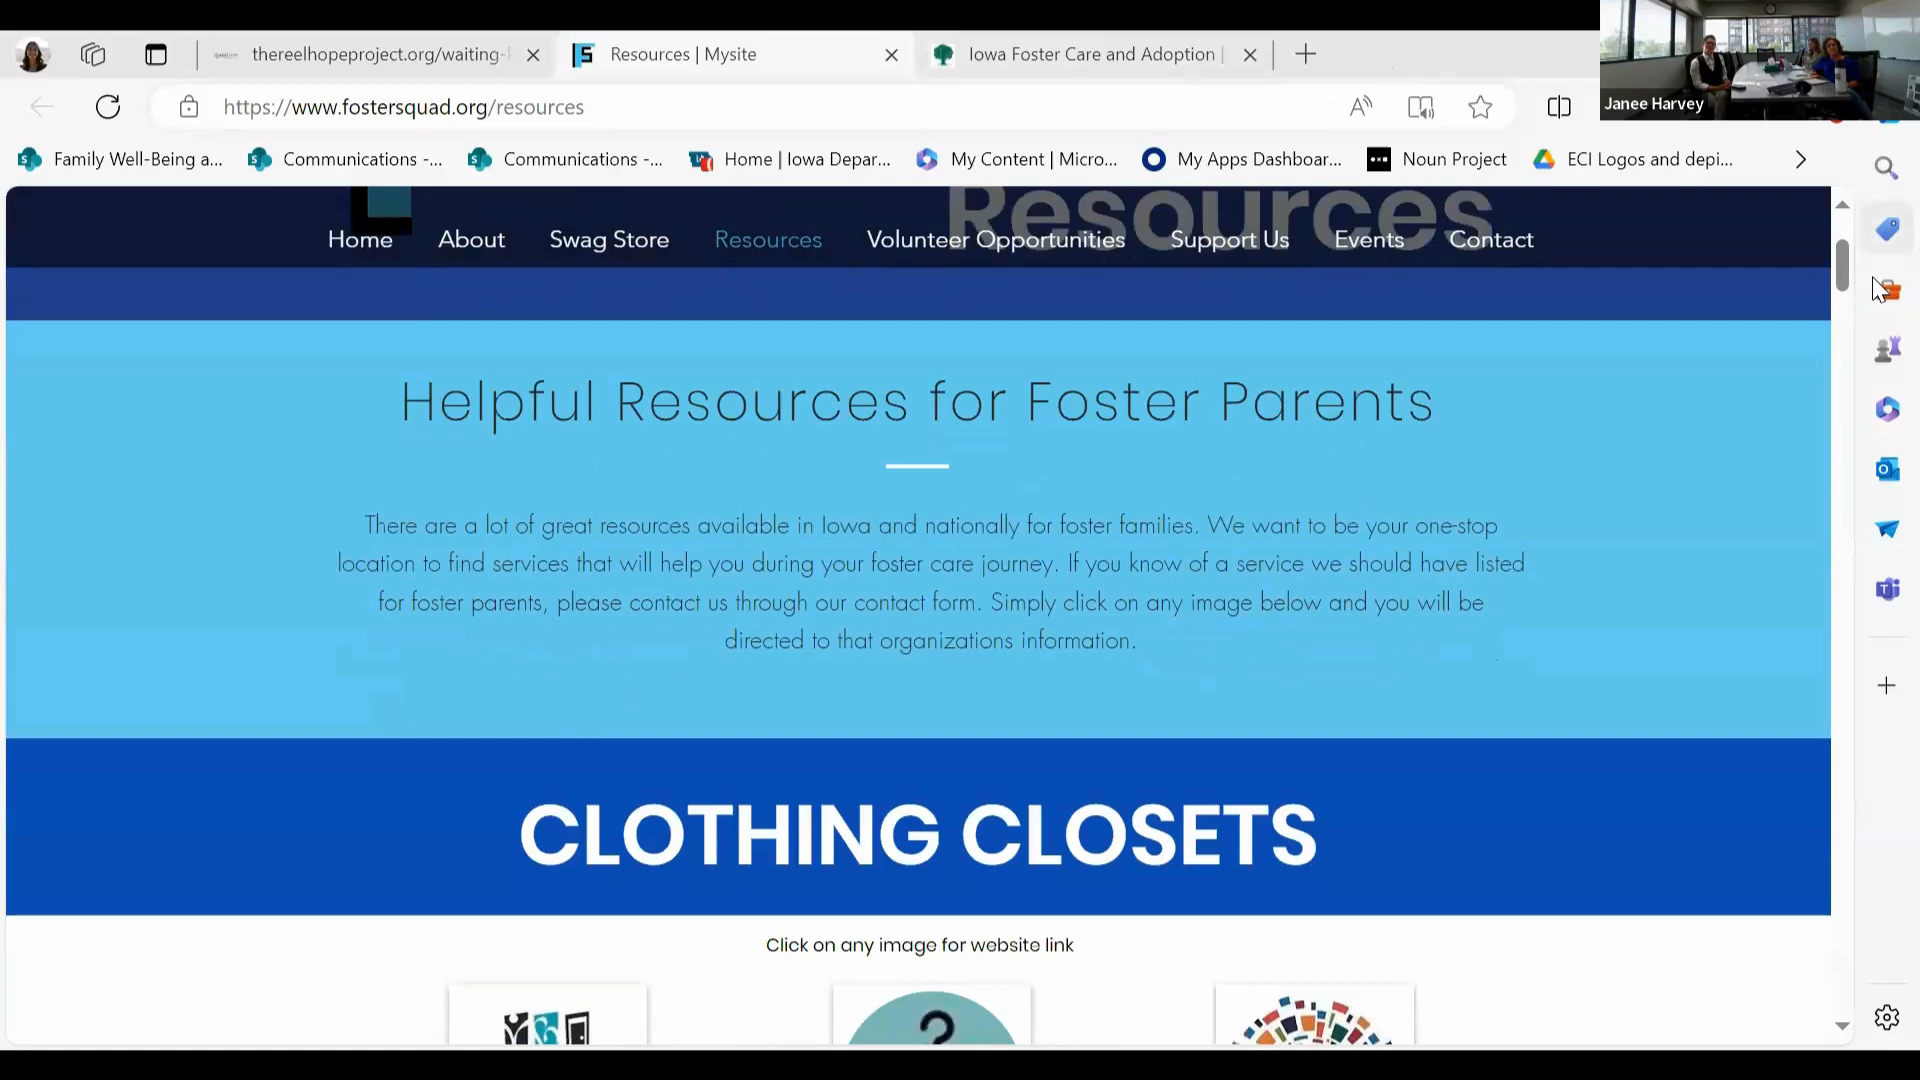 thereelhopeproject.org/waiting-
Resources | Mysite
Iowa Foster Care and Adoption |
https://www.fostersquad.org/resources
Janee Harvey
Family Well-Being a...
Communications -...
Communications -...
Home | Iowa Depar...
My Content | Micro...
My Apps Dashboar...
Noun Project
ECI Logos and depi...
Resources
Home
About
Swag Store
Resources
Volunteer Opportunities
Support Us
Events
Contact
Helpful Resources for Foster Parents
There are a lot of great resources available in Iowa and nationally for foster families. We want to be your one-stop
location to find services that will help you during your foster care journey. If you know of a service we should have listed
for foster parents, please contact us through our contact form. Simply click on any image below and you will be
directed to that organizations information.
CLOTHING CLOSETS
Click on any image for website link
?